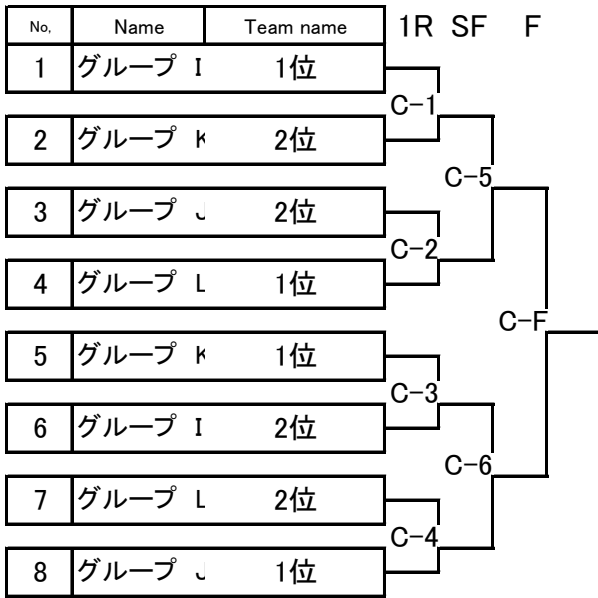 No, Name Team name 1R SF F
1 グループ I 1位
C-1
2 グループ K 2位
C-5
3 グループ J 2位
C-2
4 グループ L 1位
C-F
5 グループ K 1位
C-3
6 グループ I 2位
C-6
7 グループ L 2位
C-4
8 グループ J 1位